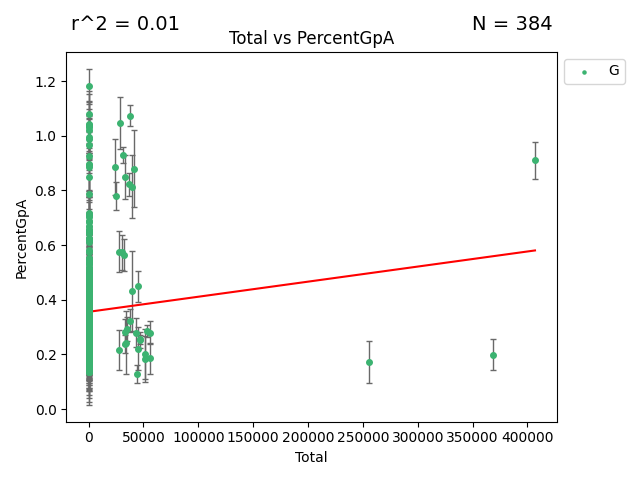 r^2 = 0.01
N = 384
Total vs PercentGpA
G
PercentGpA
1.2
1.0
0.8
0.6
0.4
0.2
0.0
0 50000 100000 150000 200000 250000 300000 350000 400000
Total